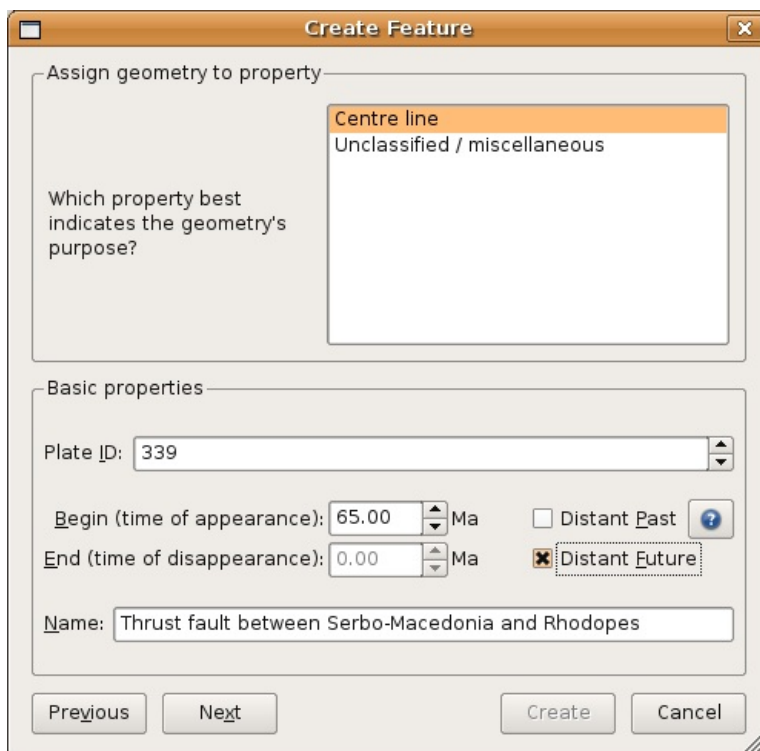 Create Feature
Assign geometry to property
Centre line
Unclassified / miscellaneous
Which property best
indicates the geometry's
purpose?
Basic properties
Plate ID: 339
Begin (time of appearance): 65.00 Ma Distant Past ?
End (time of disappearance): 0.00 Ma Distant Future
Name: Thrust fault between Serbo-Macedonia and Rhodopes
Previous Next Create Cancel